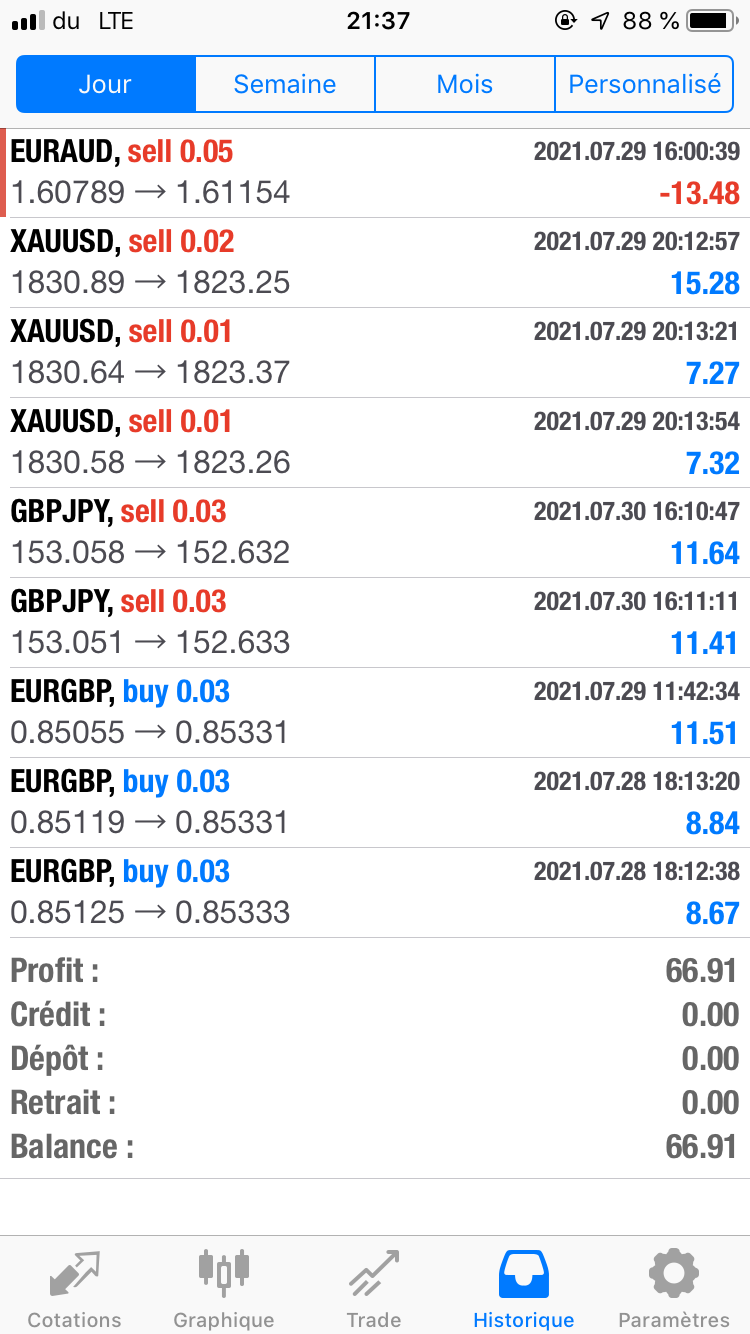 du LTE 21:37 88 %
Jour Semaine Mois Personnalisé
EURAUD, sell 0.05 2021.07.29 16:00:39
1.60789 → 1.61154 -13.48
XAUUSD, sell 0.02 2021.07.29 20:12:57
1830.89 → 1823.25 15.28
XAUUSD, sell 0.01 2021.07.29 20:13:21
1830.64 → 1823.37 7.27
XAUUSD, sell 0.01 2021.07.29 20:13:54
1830.58 → 1823.26 7.32
GBPJPY, sell 0.03 2021.07.30 16:10:47
153.058 → 152.632 11.64
GBPJPY, sell 0.03 2021.07.30 16:11:11
153.051 → 152.633 11.41
EURGBP, buy 0.03 2021.07.29 11:42:34
0.85055 → 0.85331 11.51
EURGBP, buy 0.03 2021.07.28 18:13:20
0.85119 → 0.85331 8.84
EURGBP, buy 0.03 2021.07.28 18:12:38
0.85125 → 0.85333 8.67
Profit : 66.91
Crédit : 0.00
Dépôt : 0.00
Retrait : 0.00
Balance : 66.91
Cotations Graphique Trade Historique Paramètres